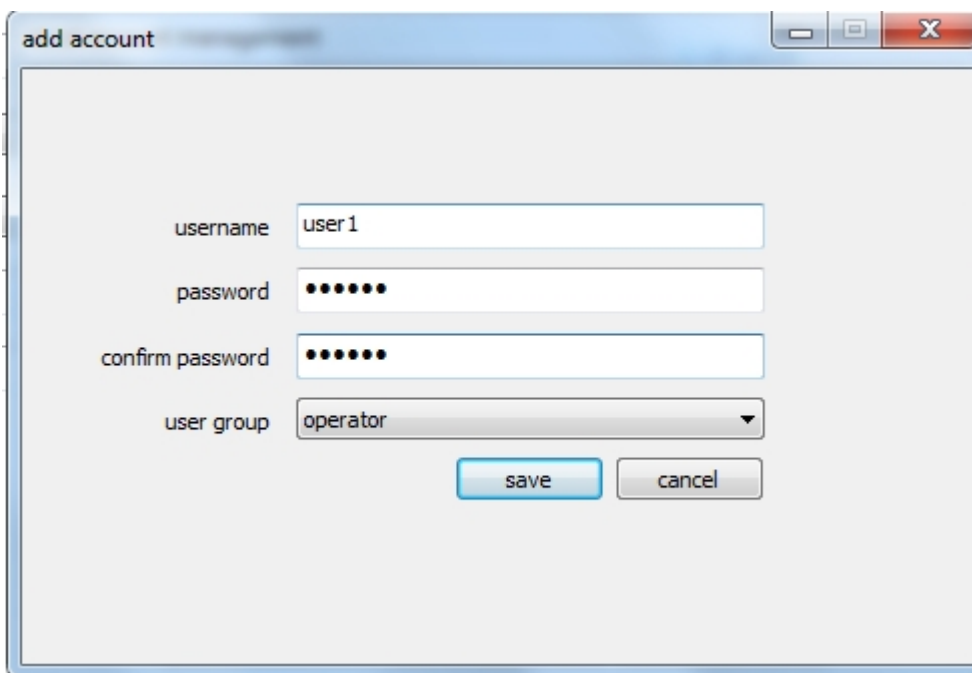 add account
username user1
password ••••••
confirm password ••••••
user group operator
save cancel